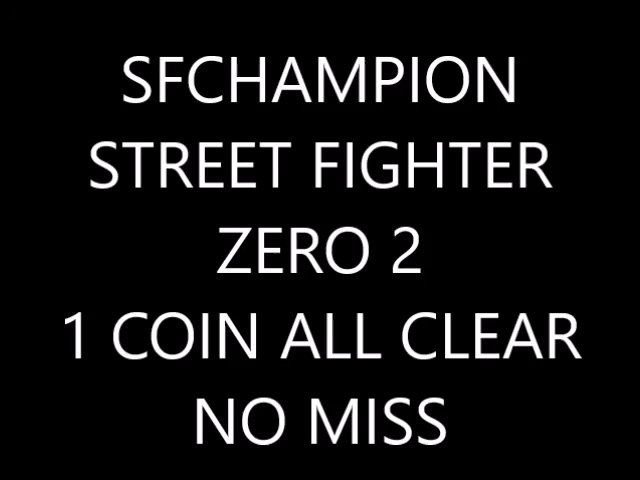 SFCHAMPION
STREET FIGHTER
ZERO 2
1 COIN ALL CLEAR
NO MISS